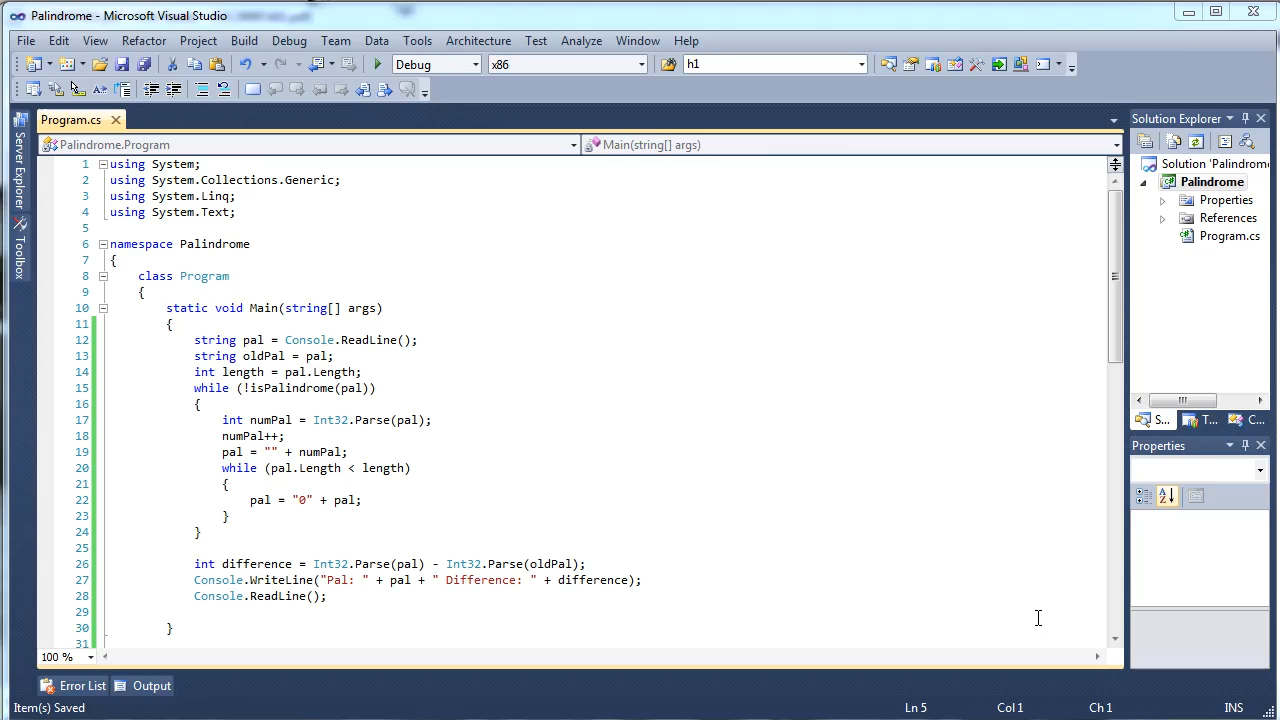 Palindrome - Microsoft Visual Studio
File Edit View Refactor Project Build Debug Team Data Tools Architecture Test Analyze Window Help
Debug x86 h1
Program.cs
Palindrome.Program Main(string[] args)
1 using System;
2 using System.Collections.Generic;
3 using System.Linq;
4 using System.Text;
5
6 namespace Palindrome
7 {
8 class Program
9 {
10 static void Main(string[] args)
11 {
12 string pal = Console.ReadLine();
13 string oldPal = pal;
14 int length = pal.Length;
15 while (!isPalindrome(pal))
16 {
17 int numPal = Int32.Parse(pal);
18 numPal++;
19 pal = "" + numPal;
20 while (pal.Length < length)
21 {
22 pal = "0" + pal;
23 }
24 }
25
26 int difference = Int32.Parse(pal) - Int32.Parse(oldPal);
27 Console.WriteLine("Pal: " + pal + " Difference: " + difference);
28 Console.ReadLine();
29
30 }
31
100 %
Server Explorer
Toolbox
Solution Explorer
Solution 'Palindrome
Palindrome
Properties
References
Program.cs
S... T... C...
Properties
Error List Output
Item(s) Saved Ln 5 Col 1 Ch 1 INS